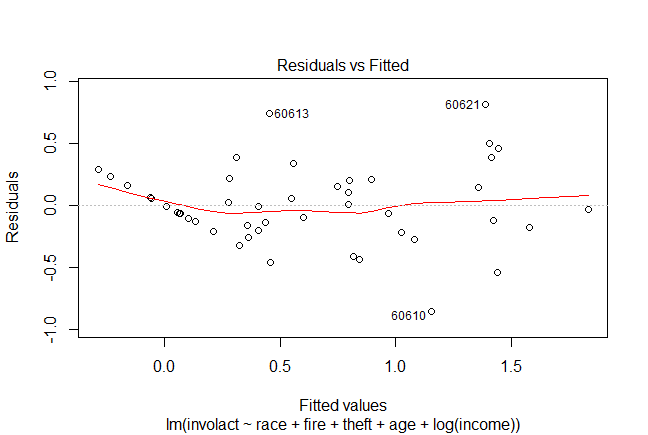 Residuals vs Fitted
1.0
0.5
0.0
-0.5
-1.0
Residuals
60613
60621
60610
0.0 0.5 1.0 1.5
Fitted values
lm(involact ~ race + fire + theft + age + log(income))